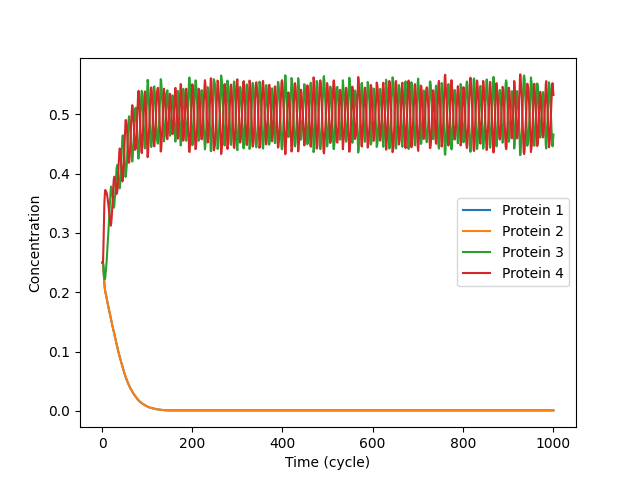 0.5
0.4
0.3
0.2
0.1
0.0
Concentration
Protein 1
Protein 2
Protein 3
Protein 4
0 200 400 600 800 1000
Time (cycle)